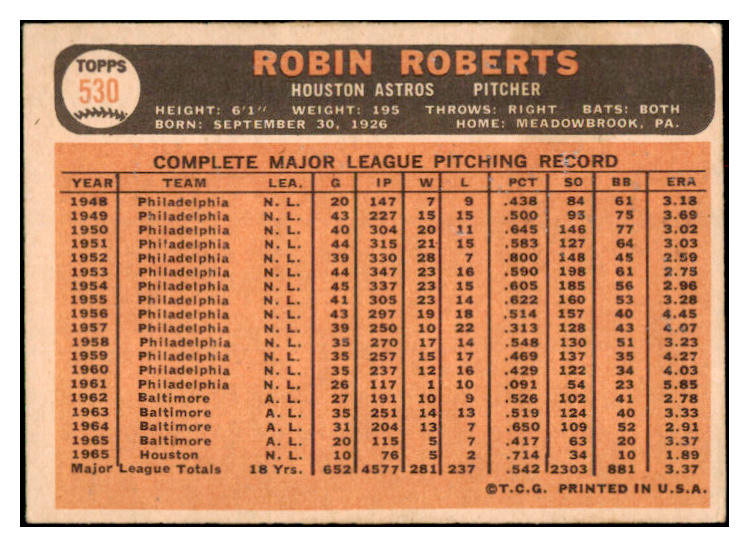 TOPPS
530
ROBIN ROBERTS
HOUSTON ASTROS PITCHER
HEIGHT: 6'1" WEIGHT: 195 THROWS: RIGHT BATS: BOTH
BORN: SEPTEMBER 30, 1926 HOME: MEADOWBROOK, PA.
COMPLETE MAJOR LEAGUE PITCHING RECORD
YEAR TEAM LEA. G IP W L PCT SO BB ERA
1948 Philadelphia N. L. 20 147 7 9 .438 84 61 3.18
1949 Philadelphia N. L. 43 227 15 15 .500 93 75 3.69
1950 Philadelphia N. L. 40 304 20 11 .645 146 77 3.02
1951 Philadelphia N. L. 44 315 21 15 .583 127 64 3.03
1952 Philadelphia N. L. 39 330 28 7 .800 148 45 2.59
1953 Philadelphia N. L. 44 347 23 16 .590 198 61 2.75
1954 Philadelphia N. L. 45 337 23 15 .605 185 56 2.96
1955 Philadelphia N. L. 41 305 23 14 .622 160 53 3.28
1956 Philadelphia N. L. 43 297 19 18 .514 157 40 4.45
1957 Philadelphia N. L. 39 250 10 22 .313 128 43 4.07
1958 Philadelphia N. L. 35 270 17 14 .548 130 51 3.23
1959 Philadelphia N. L. 35 257 15 17 .469 137 35 4.27
1960 Philadelphia N. L. 35 237 12 16 .429 122 34 4.03
1961 Philadelphia N. L. 26 117 1 10 .091 54 23 5.85
1962 Baltimore A. L. 27 191 10 9 .526 102 41 2.78
1963 Baltimore A. L. 35 251 14 13 .519 124 40 3.33
1964 Baltimore A. L. 31 204 13 7 .650 109 52 2.91
1965 Baltimore A. L. 20 115 5 7 .417 63 20 3.37
1965 Houston N. L. 10 76 5 2 .714 34 10 1.89
Major League Totals 18 Yrs. 652 4577 281 237 .542 2303 881 3.37
©T.C.G. PRINTED IN U.S.A.